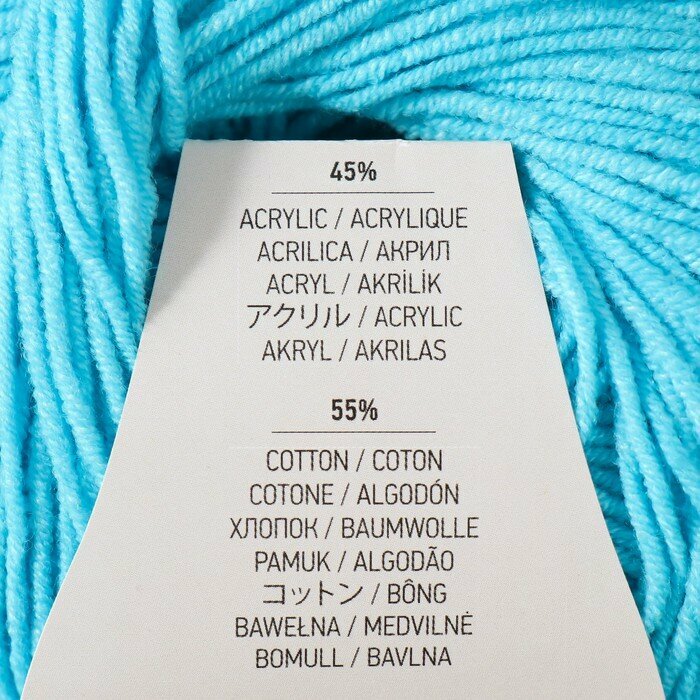 45%
ACRYLIC / ACRYLIQUE
ACRILICA / АКРИЛ
ACRYL / AKRİLİK
アクリル / ACRYLIC
AKRYL / AKRILAS
55%
COTTON / COTON
COTONE / ALGODÓN
ХЛОПОК / BAUMWOLLE
PAMUK / ALGODÃO
コットン / BÔNG
BAWEŁNA / MEDVILNĖ
BOMULL / BAVLNA